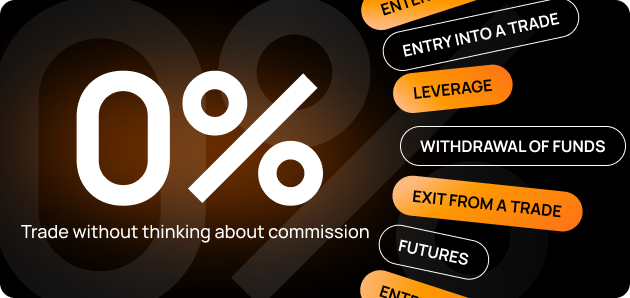 0%
Trade without thinking about commission
ENTRY INTO A TRADE
LEVERAGE
WITHDRAWAL OF FUNDS
EXIT FROM A TRADE
FUTURES